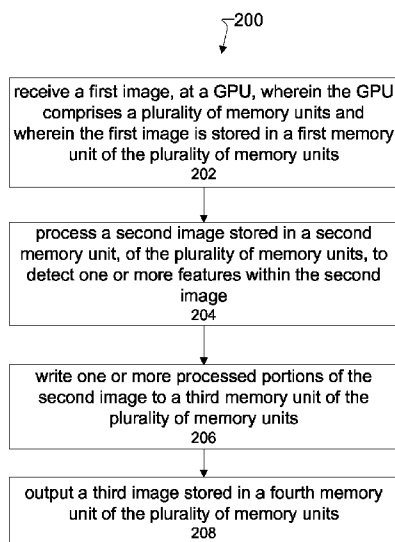 200
receive a first image, at a GPU, wherein the GPU
comprises a plurality of memory units and
wherein the first image is stored in a first memory
unit of the plurality of memory units
202
process a second image stored in a second
memory unit, of the plurality of memory units, to
detect one or more features within the second
image
204
write one or more processed portions of the
second image to a third memory unit of the
plurality of memory units
206
output a third image stored in a fourth memory
unit of the plurality of memory units
208